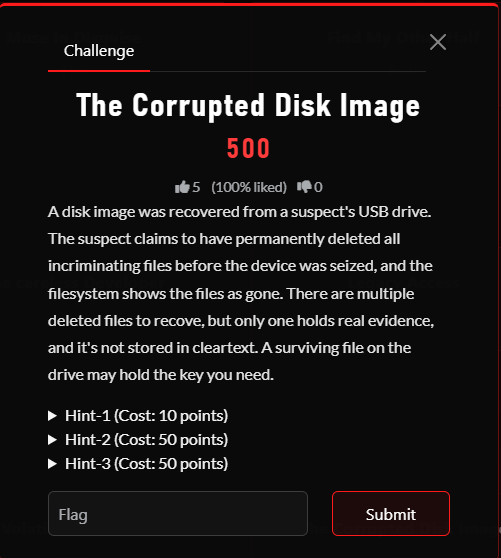 Challenge
The Corrupted Disk Image
500
5 (100% liked) 0
A disk image was recovered from a suspect's USB drive.
The suspect claims to have permanently deleted all
incriminating files before the device was seized, and the
filesystem shows the files as gone. There are multiple
deleted files to recove, but only one holds real evidence,
and it's not stored in cleartext. A surviving file on the
drive may hold the key you need.
Hint-1 (Cost: 10 points)
Hint-2 (Cost: 50 points)
Hint-3 (Cost: 50 points)
Flag
Submit